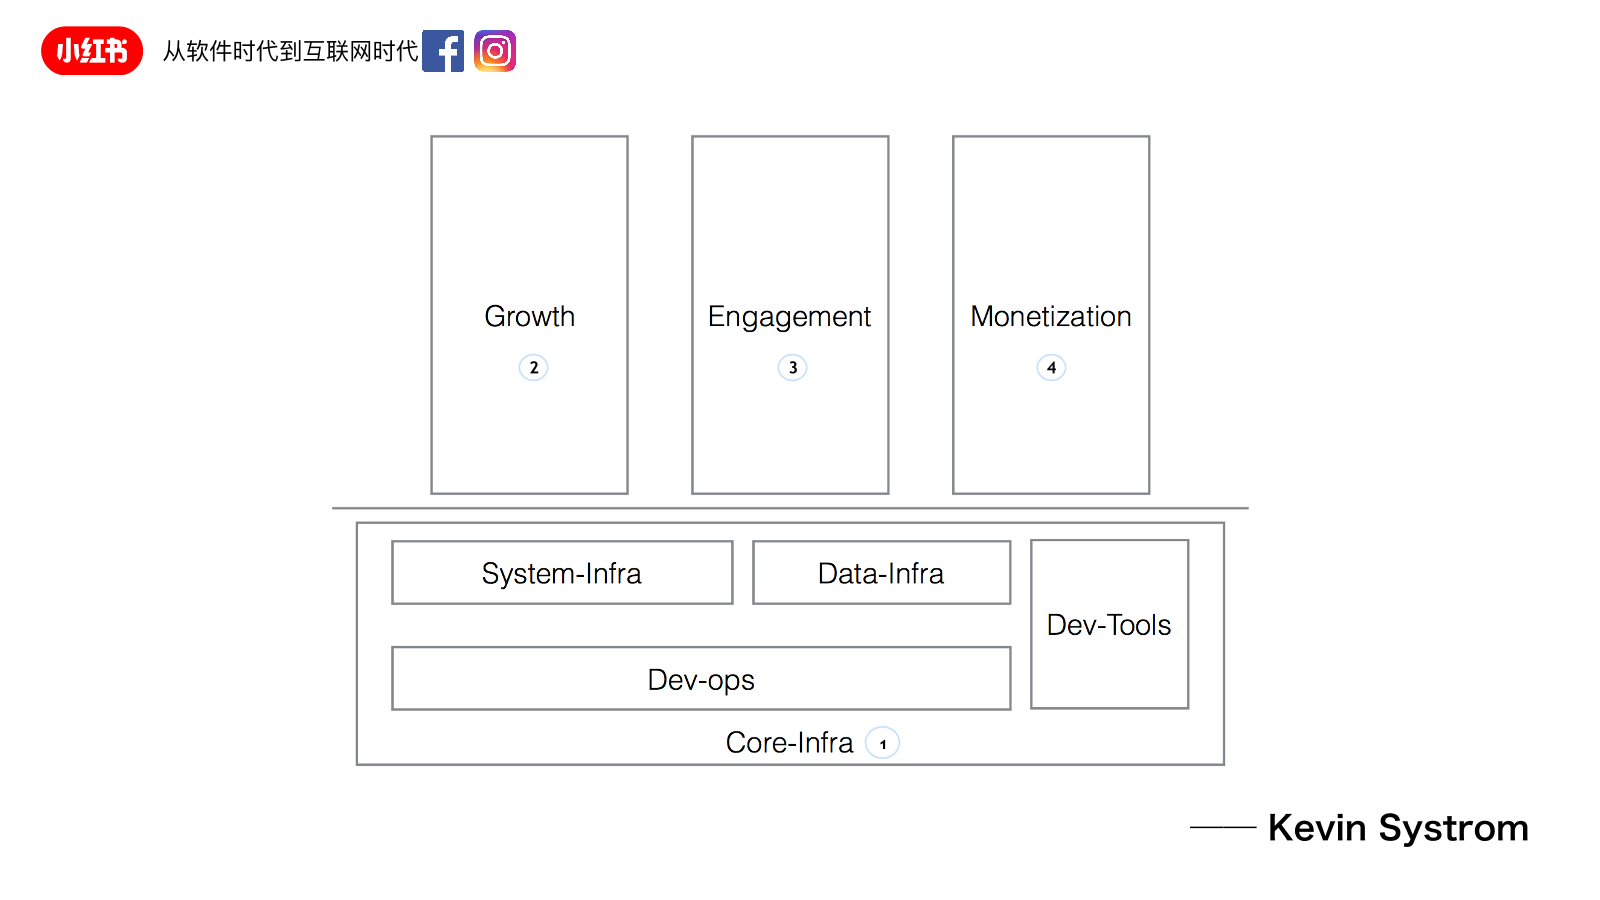 小红书 从软件时代到互联网时代
Growth
2
Engagement
3
Monetization
4
System-Infra
Data-Infra
Dev-Tools
Dev-ops
Core-Infra 1
—— Kevin Systrom